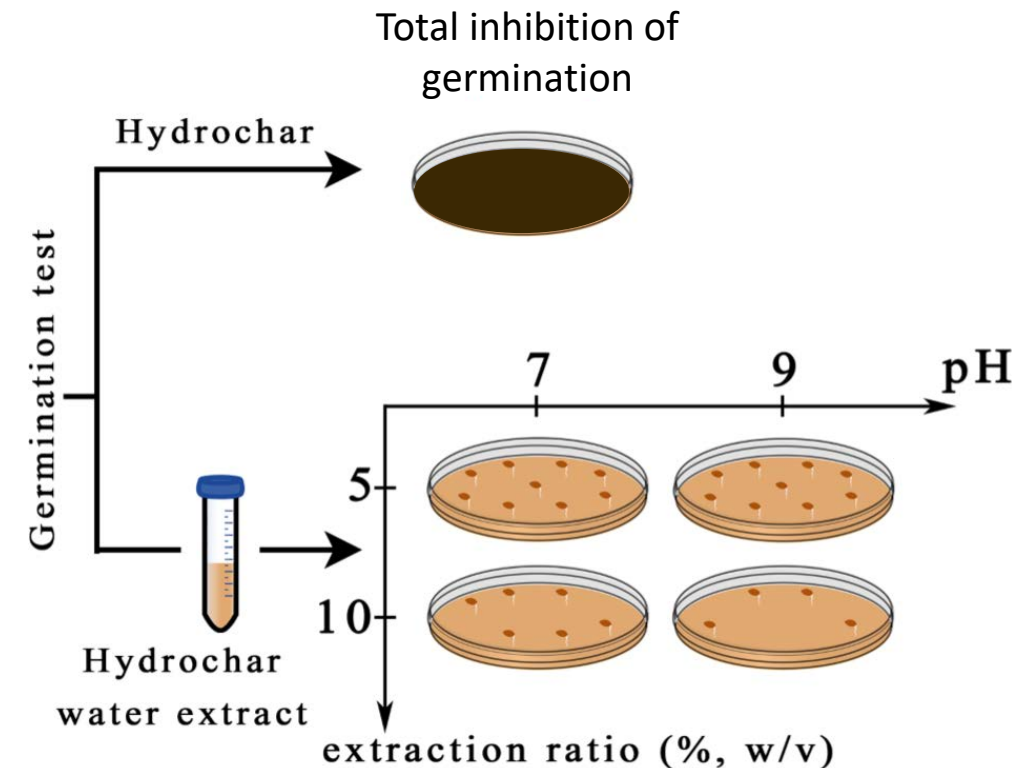 Total inhibition of
germination
Hydrochar
Germination test
7
9
pH
5
10
Hydrochar
water extract
extraction ratio (%, w/v)